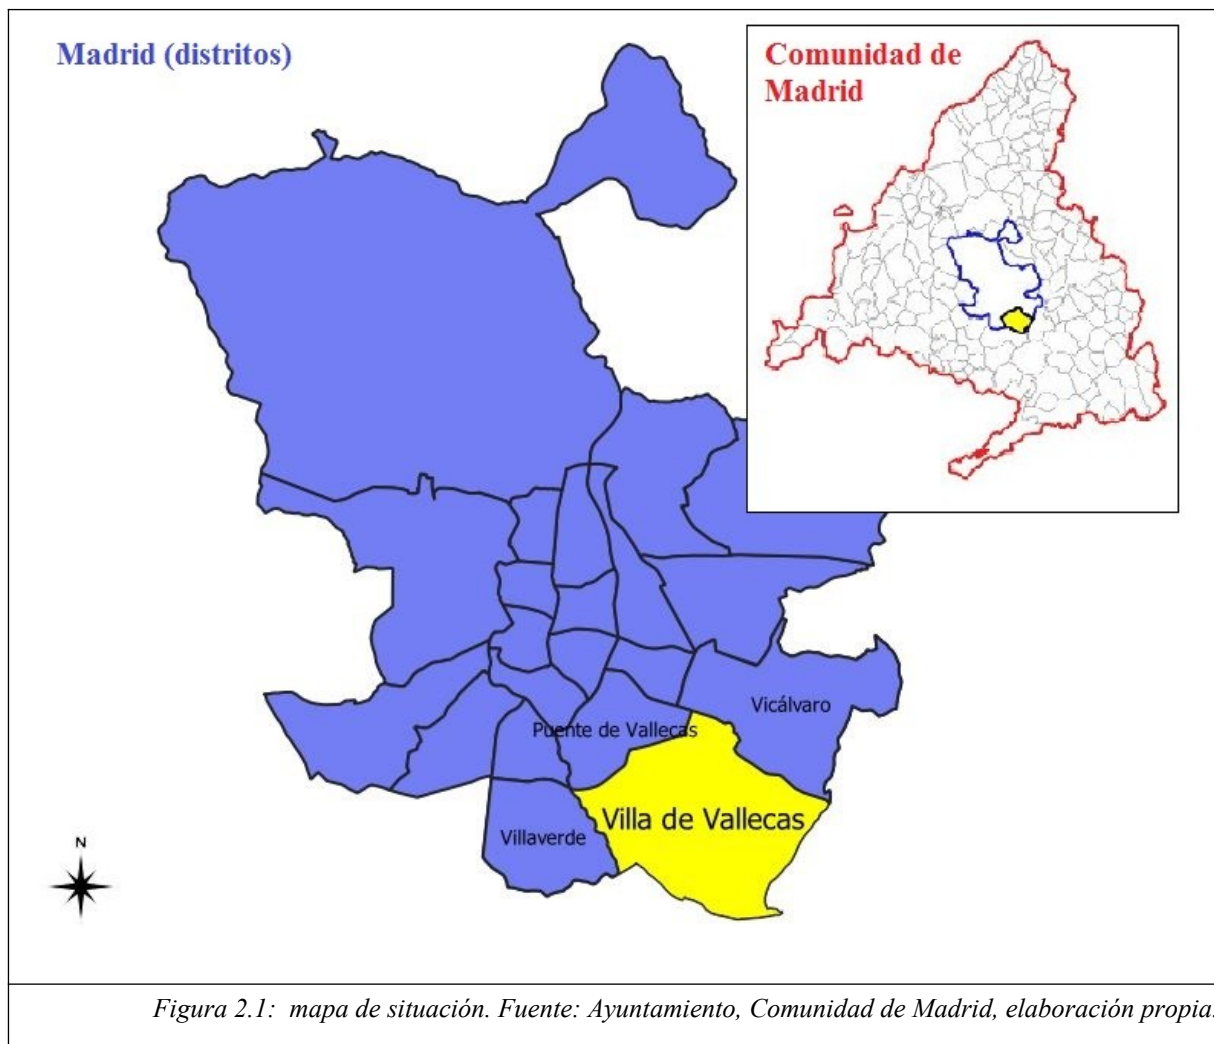 Madrid (distritos)
Comunidad de
Madrid
Vicálvaro
Puente de Vallecas
Villa de Vallecas
Villaverde
N
Figura 2.1: mapa de situación. Fuente: Ayuntamiento, Comunidad de Madrid, elaboración propia.